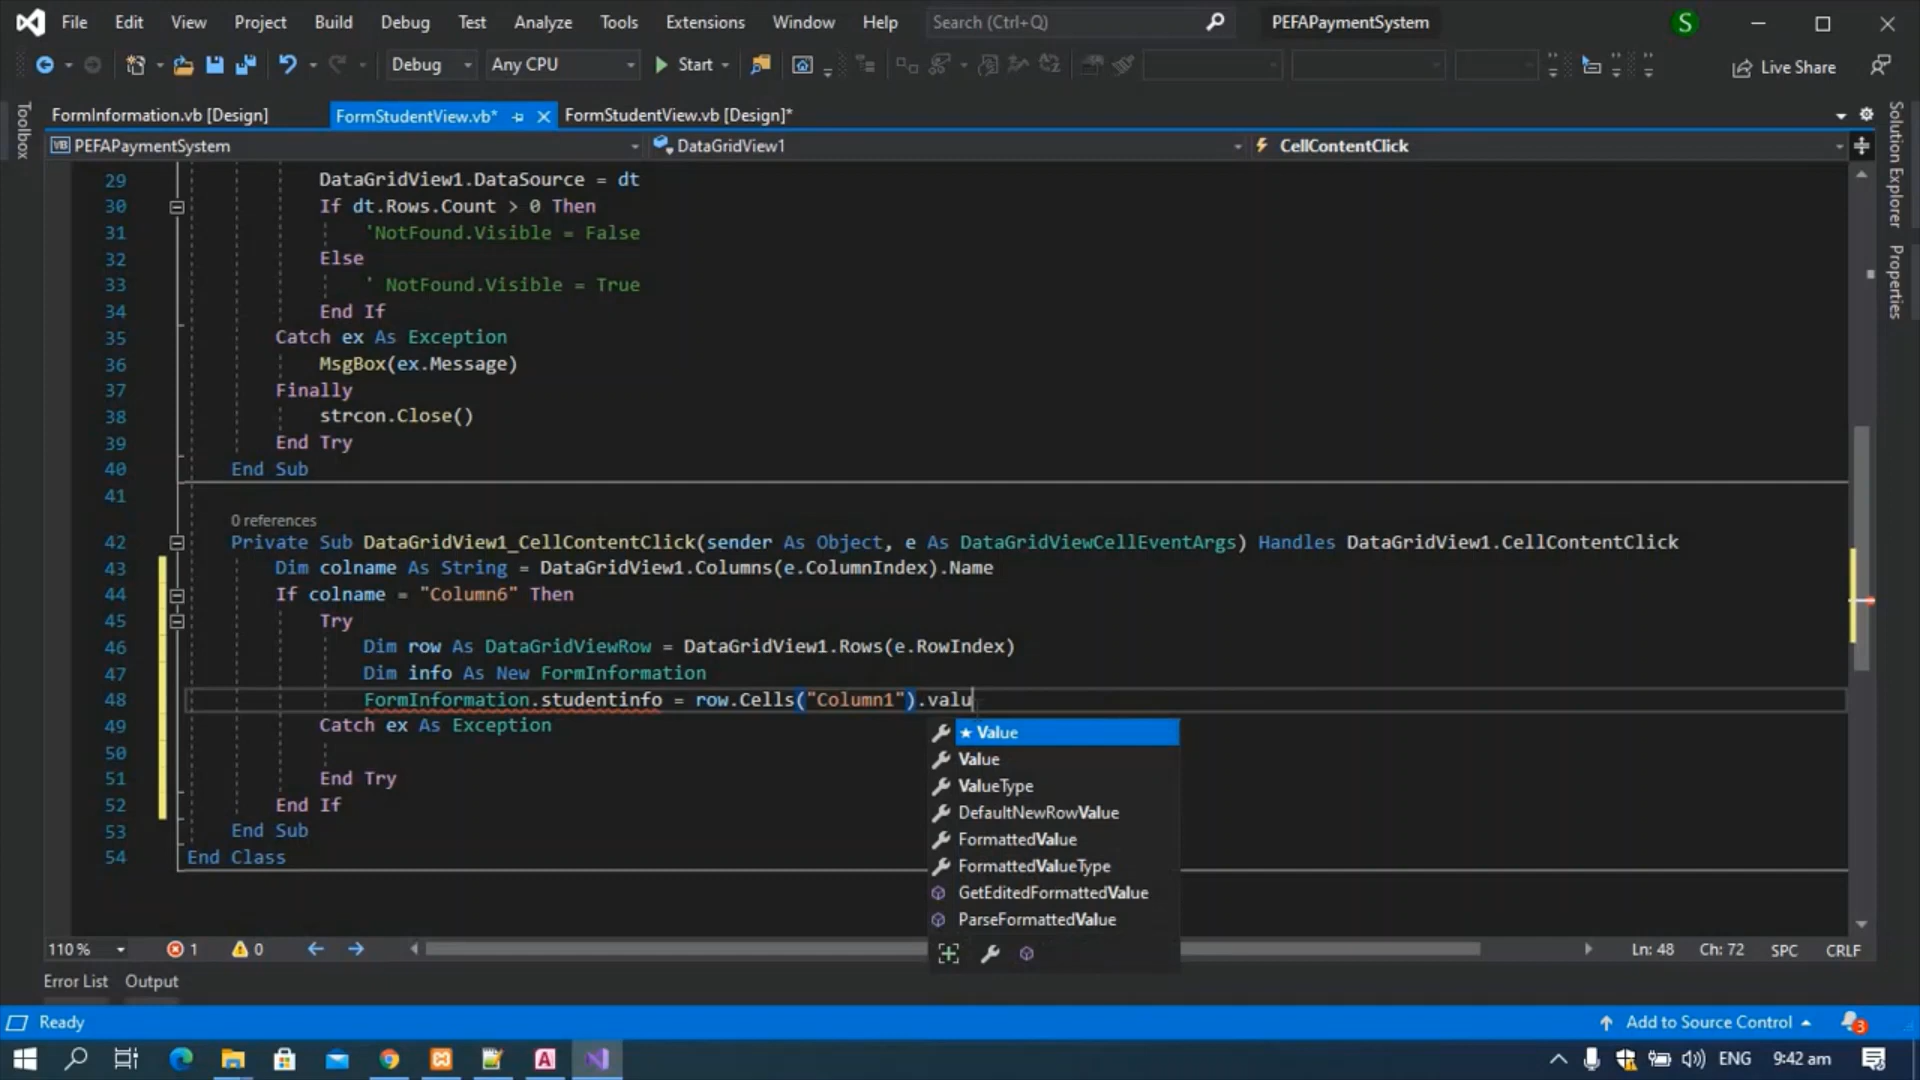 File Edit View Project Build Debug Test Analyze Tools Extensions Window Help Search (Ctrl+Q) PEFAPaymentSystem S
Debug Any CPU Start Live Share
FormInformation.vb [Design] FormStudentView.vb* FormStudentView.vb [Design]*
PEFAPaymentSystem DataGridView1 CellContentClick
Toolbox
Solution Explorer
Properties
29 DataGridView1.DataSource = dt
30 If dt.Rows.Count > 0 Then
31 'NotFound.Visible = False
32 Else
33 ' NotFound.Visible = True
34 End If
35 Catch ex As Exception
36 MsgBox(ex.Message)
37 Finally
38 strcon.Close()
39 End Try
40 End Sub
41
0 references
42 Private Sub DataGridView1_CellContentClick(sender As Object, e As DataGridViewCellEventArgs) Handles DataGridView1.CellContentClick
43 Dim colname As String = DataGridView1.Columns(e.ColumnIndex).Name
44 If colname = "Column6" Then
45 Try
46 Dim row As DataGridViewRow = DataGridView1.Rows(e.RowIndex)
47 Dim info As New FormInformation
48 FormInformation.studentinfo = row.Cells("Column1").valu
49 Catch ex As Exception
50
51 End Try
52 End If
53 End Sub
54 End Class
★ Value
Value
ValueType
DefaultNewRowValue
FormattedValue
FormattedValueType
GetEditedFormattedValue
ParseFormattedValue
110 % 1 0 Ln: 48 Ch: 72 SPC CRLF
Error List Output
Ready Add to Source Control 3
A ENG 9:42 am